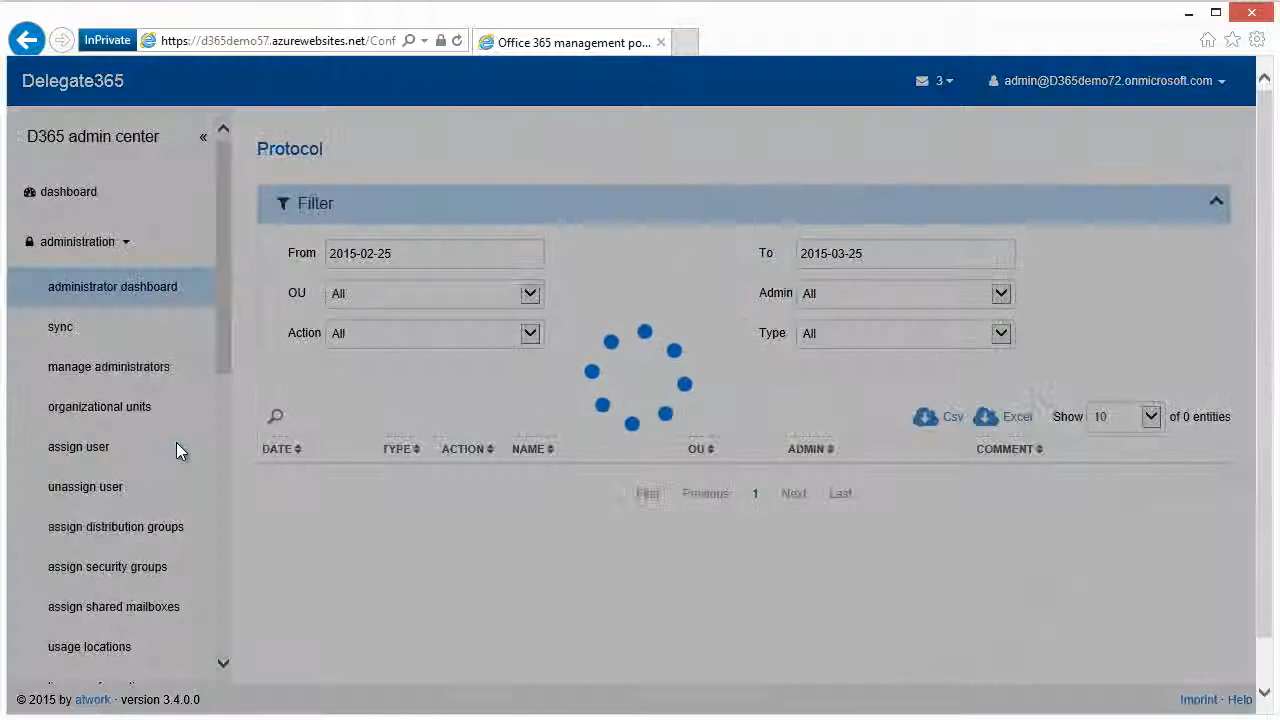 InPrivate https://d365demo57.azurewebsites.net/Conf Office 365 management po...
Delegate365 3 admin@D365demo72.onmicrosoft.com
D365 admin center «
dashboard
administration
administrator dashboard
sync
manage administrators
organizational units
assign user
unassign user
assign distribution groups
assign security groups
assign shared mailboxes
usage locations
Protocol
Filter
From 2015-02-25 To 2015-03-25
OU All Admin All
Action All Type All
Csv Excel Show 10 of 0 entities
DATE TYPE ACTION NAME OU ADMIN COMMENT
First Previous 1 Next Last
© 2015 by atwork · version 3.4.0.0 Imprint · Help